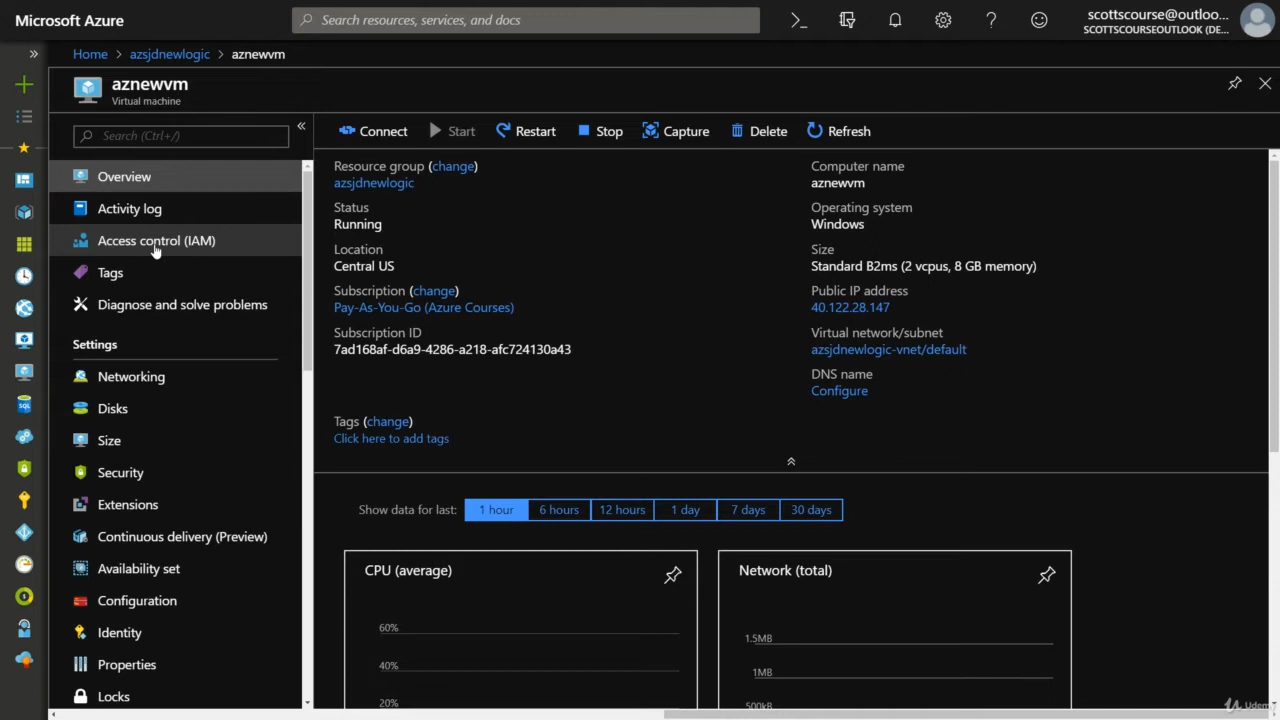 Microsoft Azure
Search resources, services, and docs
scottscourse@outloo...
SCOTTSCOURSEOUTLOOK (DE...
Home > azsjdnewlogic > aznewvm
aznewvm
Virtual machine
Search (Ctrl+/)
Overview
Activity log
Access control (IAM)
Tags
Diagnose and solve problems
Settings
Networking
Disks
Size
Security
Extensions
Continuous delivery (Preview)
Availability set
Configuration
Identity
Properties
Locks
Connect Start Restart Stop Capture Delete Refresh
Resource group (change)
azsjdnewlogic
Status
Running
Location
Central US
Subscription (change)
Pay-As-You-Go (Azure Courses)
Subscription ID
7ad168af-d6a9-4286-a218-afc724130a43
Computer name
aznewvm
Operating system
Windows
Size
Standard B2ms (2 vcpus, 8 GB memory)
Public IP address
40.122.28.147
Virtual network/subnet
azsjdnewlogic-vnet/default
DNS name
Configure
Tags (change)
Click here to add tags
Show data for last: 1 hour 6 hours 12 hours 1 day 7 days 30 days
CPU (average)
60%
40%
20%
Network (total)
1.5MB
1MB
500kB
Udemy